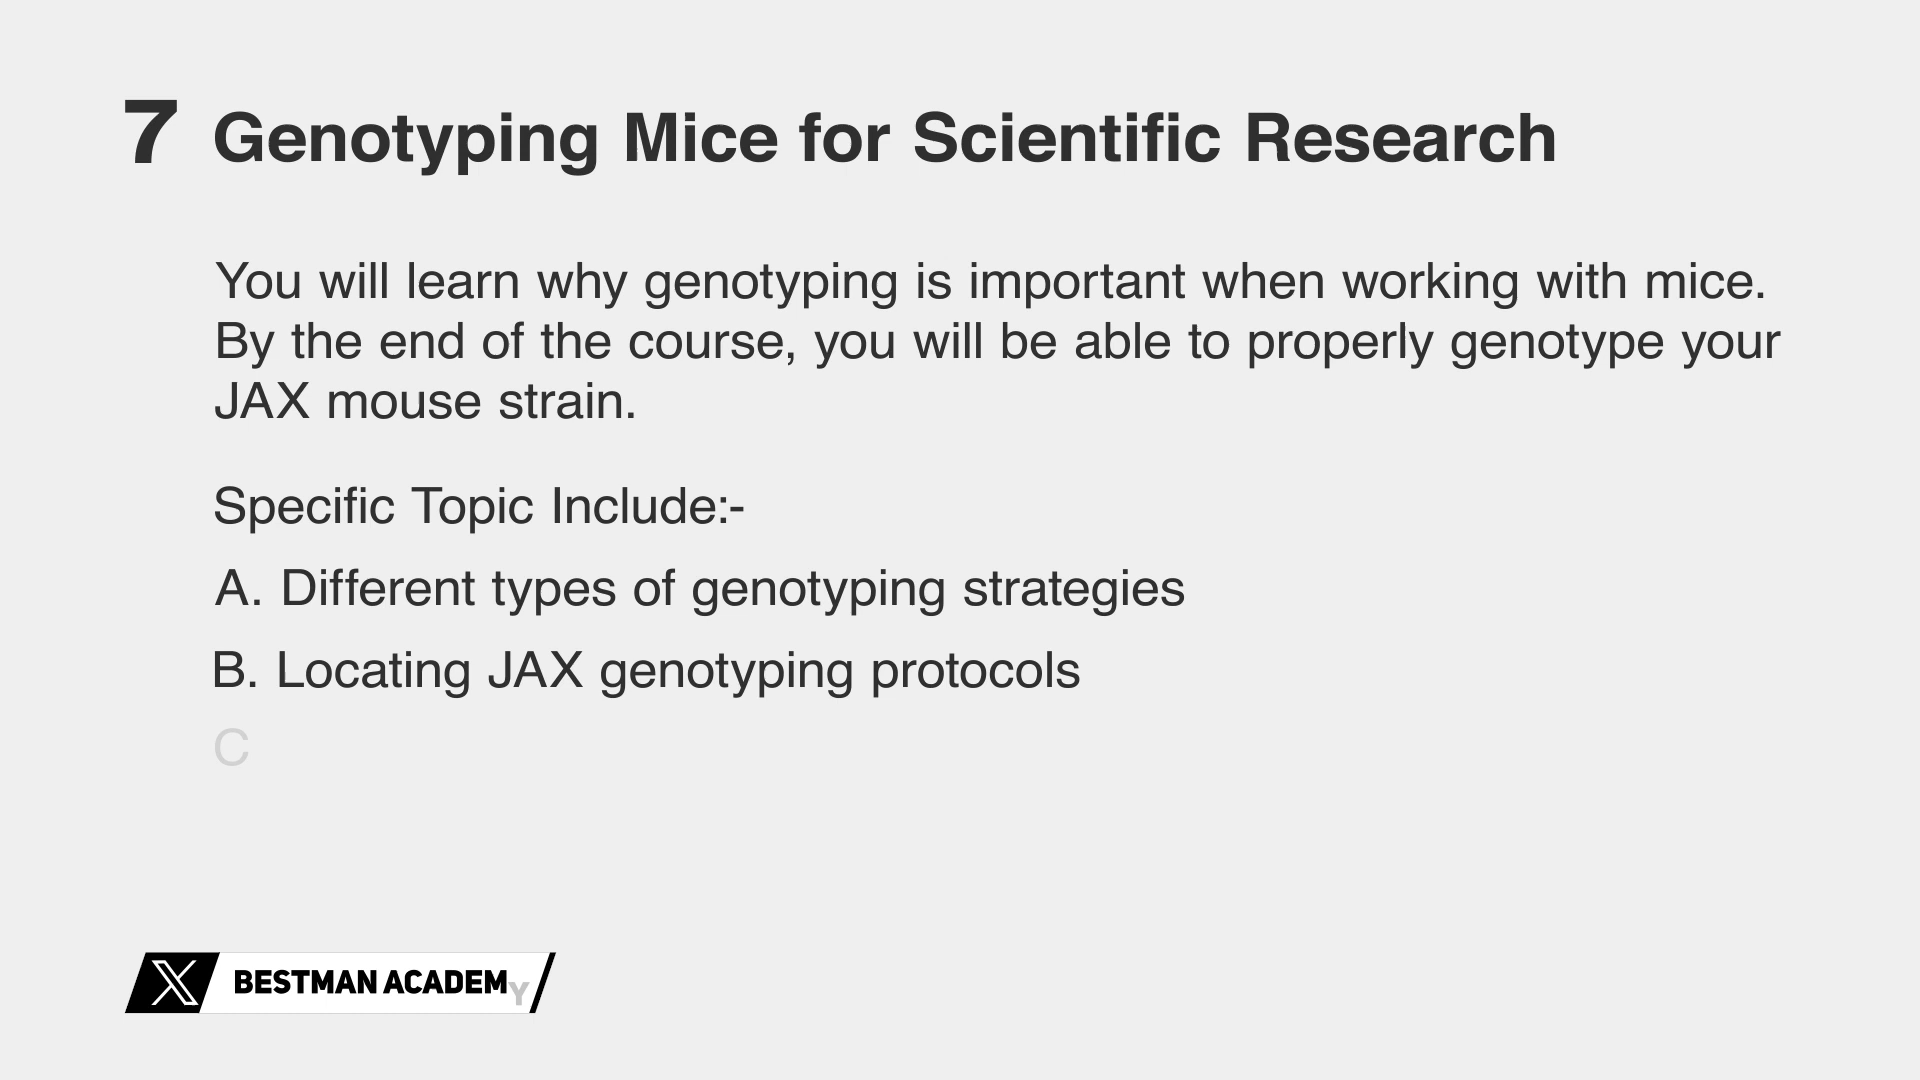 7 Genotyping Mice for Scientific Research
You will learn why genotyping is important when working with mice.
By the end of the course, you will be able to properly genotype your
JAX mouse strain.
Specific Topic Include:-
A. Different types of genotyping strategies
B. Locating JAX genotyping protocols
C
X BESTMAN ACADEMY